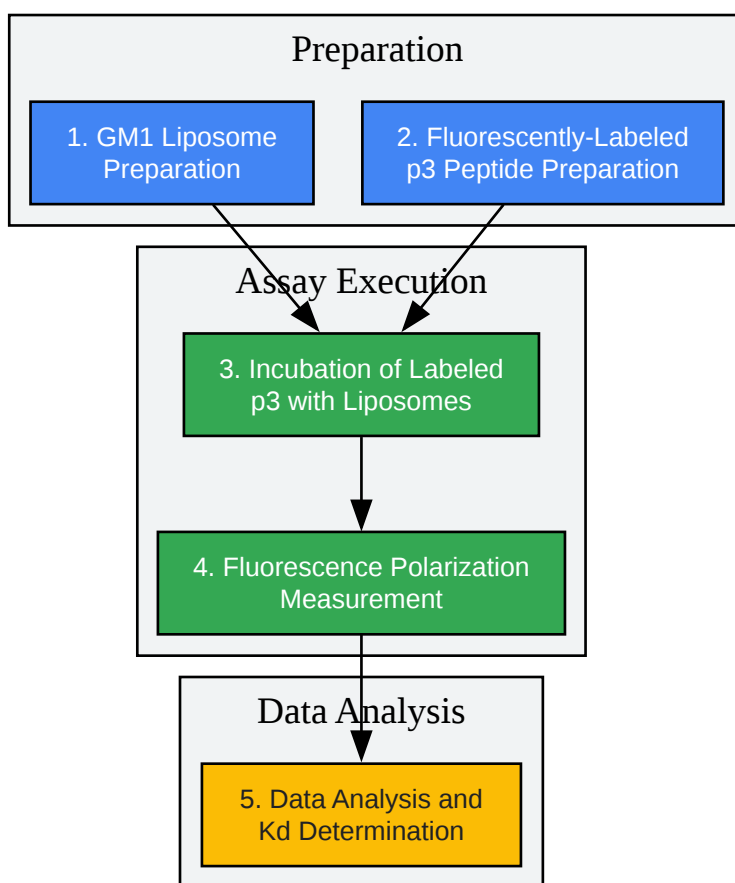 Preparation
1. GM1 Liposome
Preparation
2. Fluorescently-Labeled
p3 Peptide Preparation
Assay Execution
3. Incubation of Labeled
p3 with Liposomes
4. Fluorescence Polarization
Measurement
Data Analysis
5. Data Analysis and
Kd Determination